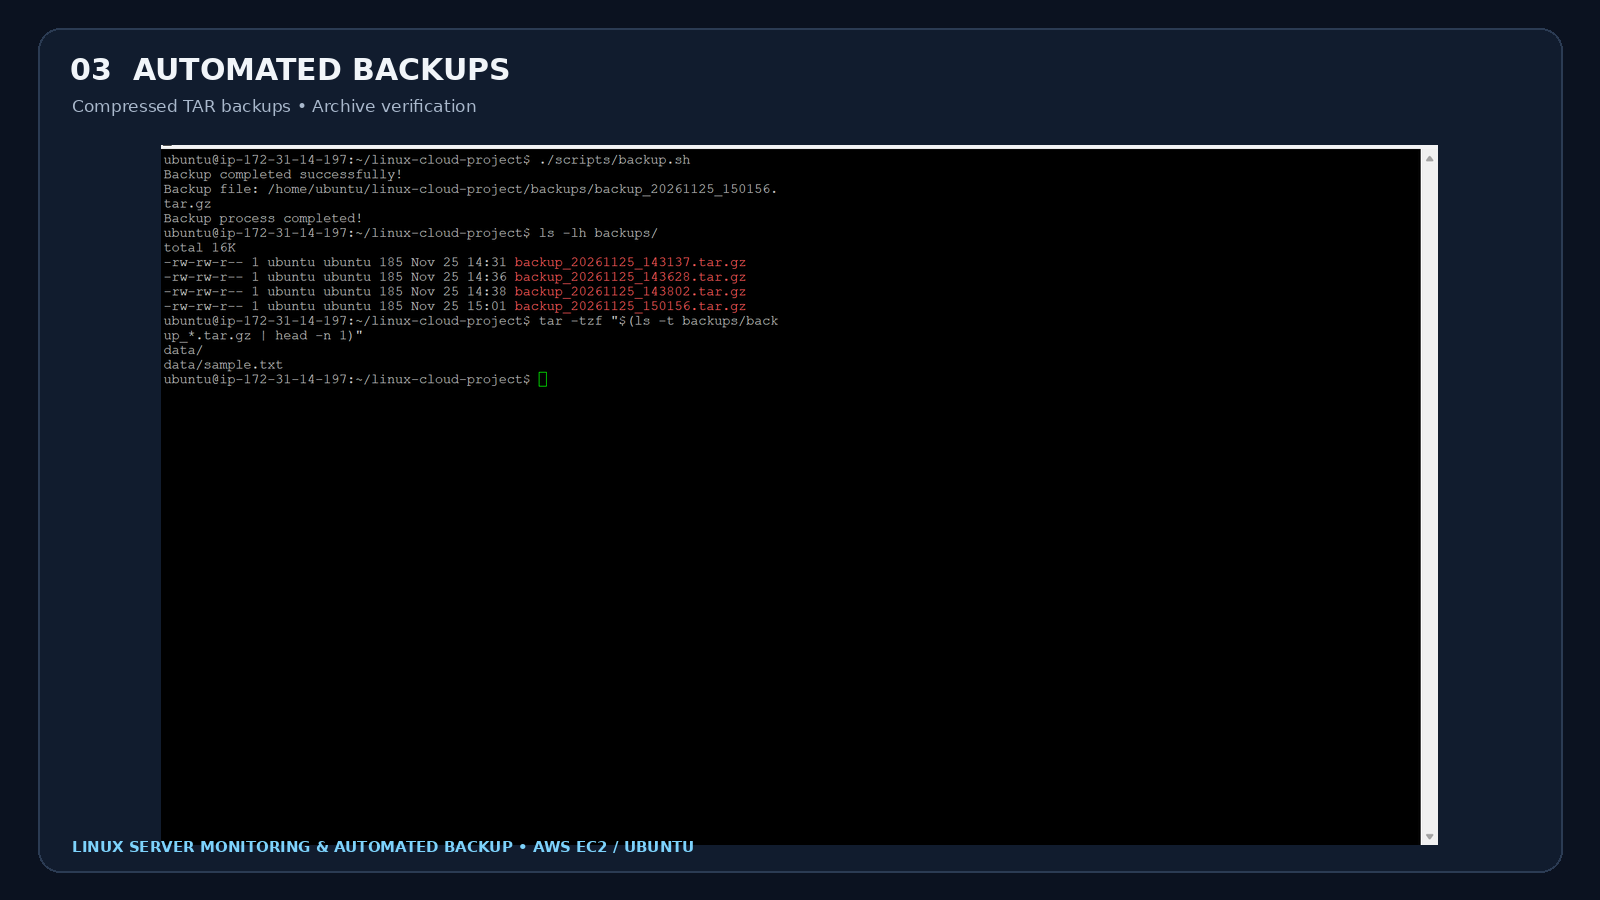 03 AUTOMATED BACKUPS
Compressed TAR backups • Archive verification
ubuntu@ip-172-31-14-197:~/linux-cloud-project$ ./scripts/backup.sh
Backup completed successfully!
Backup file: /home/ubuntu/linux-cloud-project/backups/backup_20261125_150156.
tar.gz
Backup process completed!
ubuntu@ip-172-31-14-197:~/linux-cloud-project$ ls -lh backups/
total 16K
-rw-rw-r-- 1 ubuntu ubuntu 185 Nov 25 14:31 backup_20261125_143137.tar.gz
-rw-rw-r-- 1 ubuntu ubuntu 185 Nov 25 14:36 backup_20261125_143628.tar.gz
-rw-rw-r-- 1 ubuntu ubuntu 185 Nov 25 14:38 backup_20261125_143802.tar.gz
-rw-rw-r-- 1 ubuntu ubuntu 185 Nov 25 15:01 backup_20261125_150156.tar.gz
ubuntu@ip-172-31-14-197:~/linux-cloud-project$ tar -tzf "$(ls -t backups/back
up_*.tar.gz | head -n 1)"
data/
data/sample.txt
ubuntu@ip-172-31-14-197:~/linux-cloud-project$
LINUX SERVER MONITORING & AUTOMATED BACKUP • AWS EC2 / UBUNTU